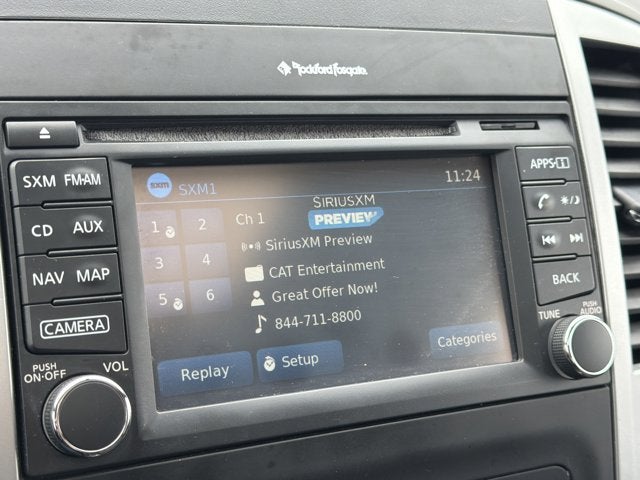 Rockford Fosgate
SXM FM-AM
CD AUX
NAV MAP
CAMERA
PUSH
ON·OFF
VOL
sxm SXM1
11:24
1 2
3 4
5 6
Ch 1
SIRIUSXM
PREVIEW
SiriusXM Preview
CAT Entertainment
Great Offer Now!
844-711-8800
Replay
Setup
Categories
APPS·i
BACK
TUNE
PUSH
AUDIO